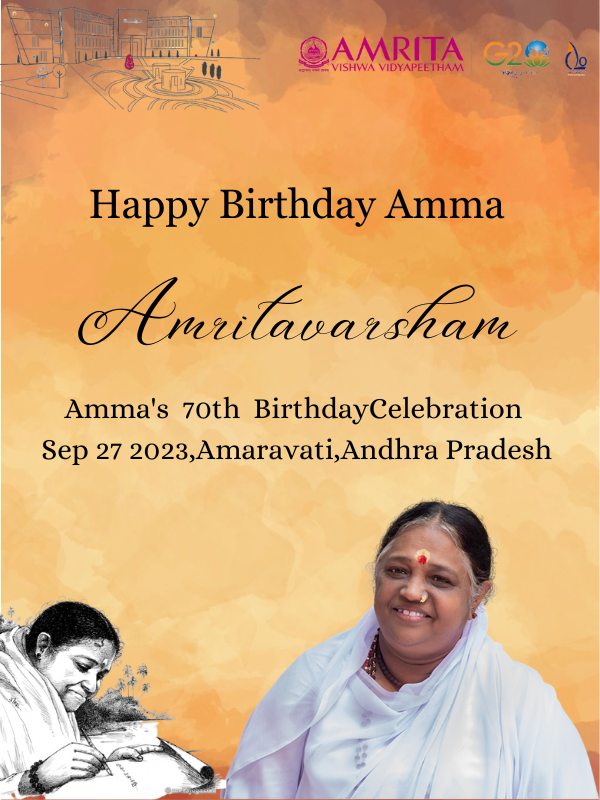 AMRITA
VISHWA VIDYAPEETHAM
G20
Happy Birthday Amma
Amritavarsham
Amma's 70th BirthdayCelebration
Sep 27 2023,Amaravati,Andhra Pradesh